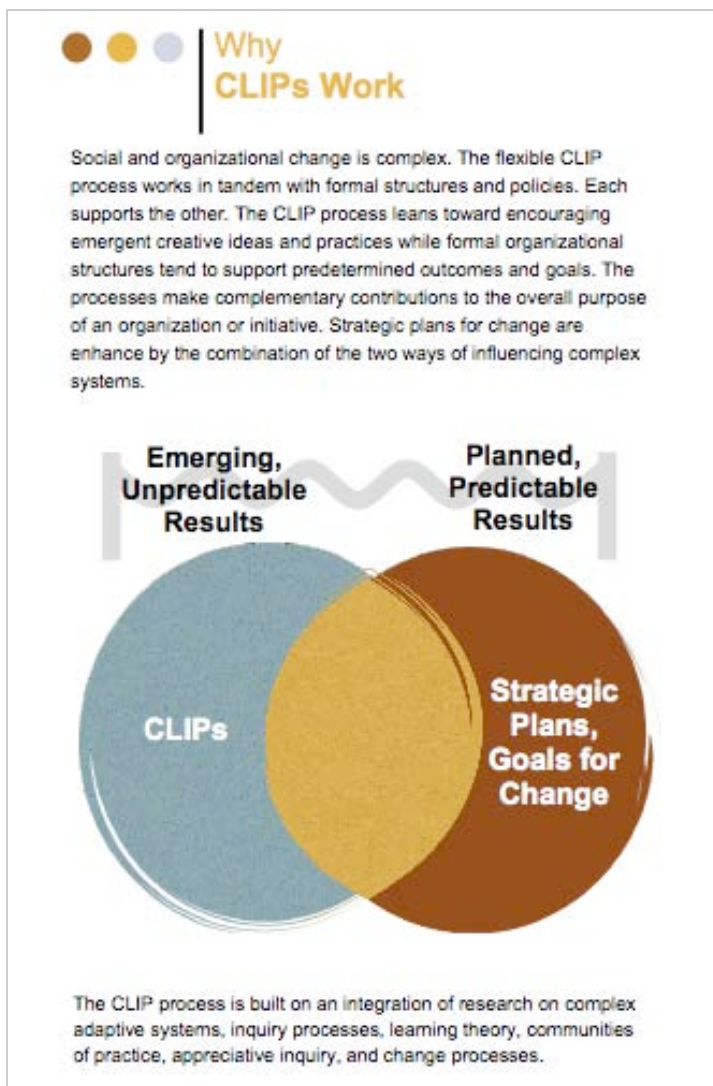 Why
CLIPs Work
Social and organizational change is complex. The flexible CLIP
process works in tandem with formal structures and policies. Each
supports the other. The CLIP process leans toward encouraging
emergent creative ideas and practices while formal organizational
structures tend to support predetermined outcomes and goals. The
processes make complementary contributions to the overall purpose
of an organization or initiative. Strategic plans for change are
enhance by the combination of the two ways of influencing complex
systems.
Emerging,
Unpredictable
Results
Planned,
Predictable
Results
CLIPs
Strategic
Plans,
Goals for
Change
The CLIP process is built on an integration of research on complex
adaptive systems, inquiry processes, learning theory, communities
of practice, appreciative inquiry, and change processes.